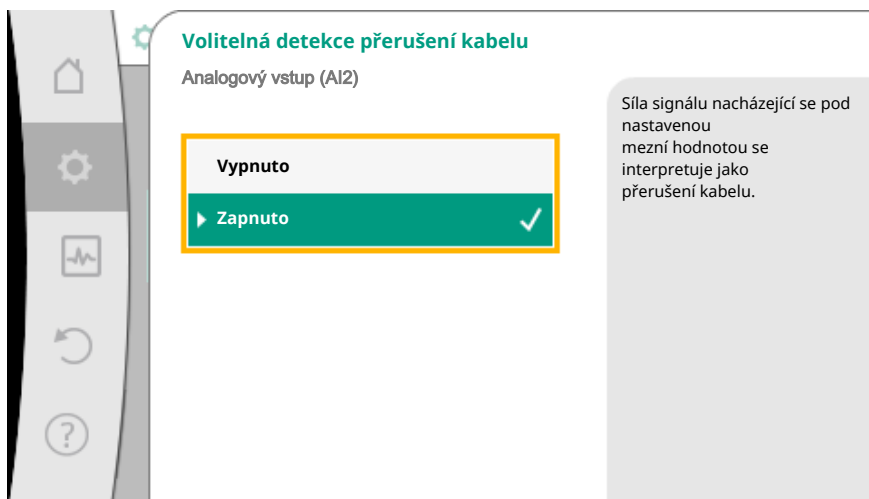 Volitelná detekce přerušení kabelu
Analogový vstup (AI2)
Vypnuto
Zapnuto
Síla signálu nacházející se pod
nastavenou
mezní hodnotou se
interpretuje jako
přerušení kabelu.